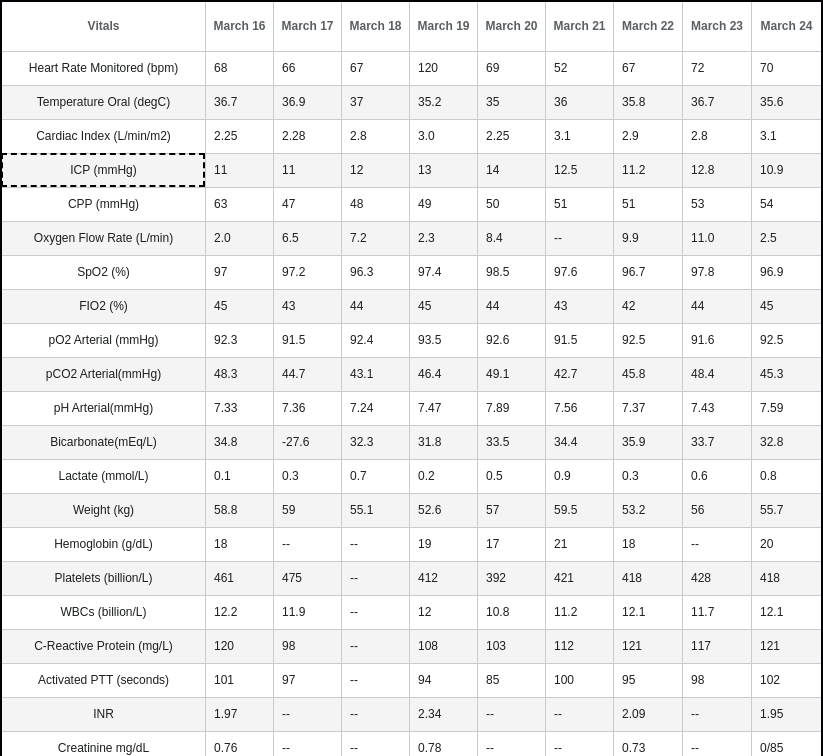 Vitals March 16 March 17 March 18 March 19 March 20 March 21 March 22 March 23 March 24
Heart Rate Monitored (bpm) 68 66 67 120 69 52 67 72 70
Temperature Oral (degC) 36.7 36.9 37 35.2 35 36 35.8 36.7 35.6
Cardiac Index (L/min/m2) 2.25 2.28 2.8 3.0 2.25 3.1 2.9 2.8 3.1
ICP (mmHg) 11 11 12 13 14 12.5 11.2 12.8 10.9
CPP (mmHg) 63 47 48 49 50 51 51 53 54
Oxygen Flow Rate (L/min) 2.0 6.5 7.2 2.3 8.4 -- 9.9 11.0 2.5
SpO2 (%) 97 97.2 96.3 97.4 98.5 97.6 96.7 97.8 96.9
FIO2 (%) 45 43 44 45 44 43 42 44 45
pO2 Arterial (mmHg) 92.3 91.5 92.4 93.5 92.6 91.5 92.5 91.6 92.5
pCO2 Arterial(mmHg) 48.3 44.7 43.1 46.4 49.1 42.7 45.8 48.4 45.3
pH Arterial(mmHg) 7.33 7.36 7.24 7.47 7.89 7.56 7.37 7.43 7.59
Bicarbonate(mEq/L) 34.8 -27.6 32.3 31.8 33.5 34.4 35.9 33.7 32.8
Lactate (mmol/L) 0.1 0.3 0.7 0.2 0.5 0.9 0.3 0.6 0.8
Weight (kg) 58.8 59 55.1 52.6 57 59.5 53.2 56 55.7
Hemoglobin (g/dL) 18 -- -- 19 17 21 18 -- 20
Platelets (billion/L) 461 475 -- 412 392 421 418 428 418
WBCs (billion/L) 12.2 11.9 -- 12 10.8 11.2 12.1 11.7 12.1
C-Reactive Protein (mg/L) 120 98 -- 108 103 112 121 117 121
Activated PTT (seconds) 101 97 -- 94 85 100 95 98 102
INR 1.97 -- -- 2.34 -- -- 2.09 -- 1.95
Creatinine mg/dL 0.76 -- -- 0.78 -- -- 0.73 -- 0/85